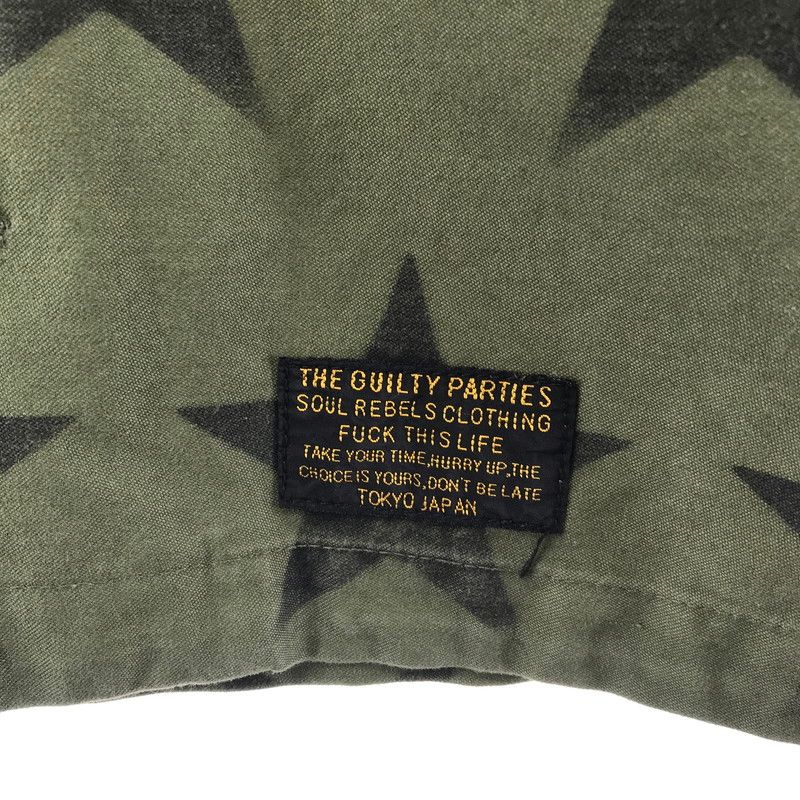 THE GUILTY PARTIES
SOUL REBELS CLOTHING
FUCK THIS LIFE
TAKE YOUR TIME,HURRY UP,THE
CHOICE IS YOURS,DON'T BE LATE
TOKYO JAPAN